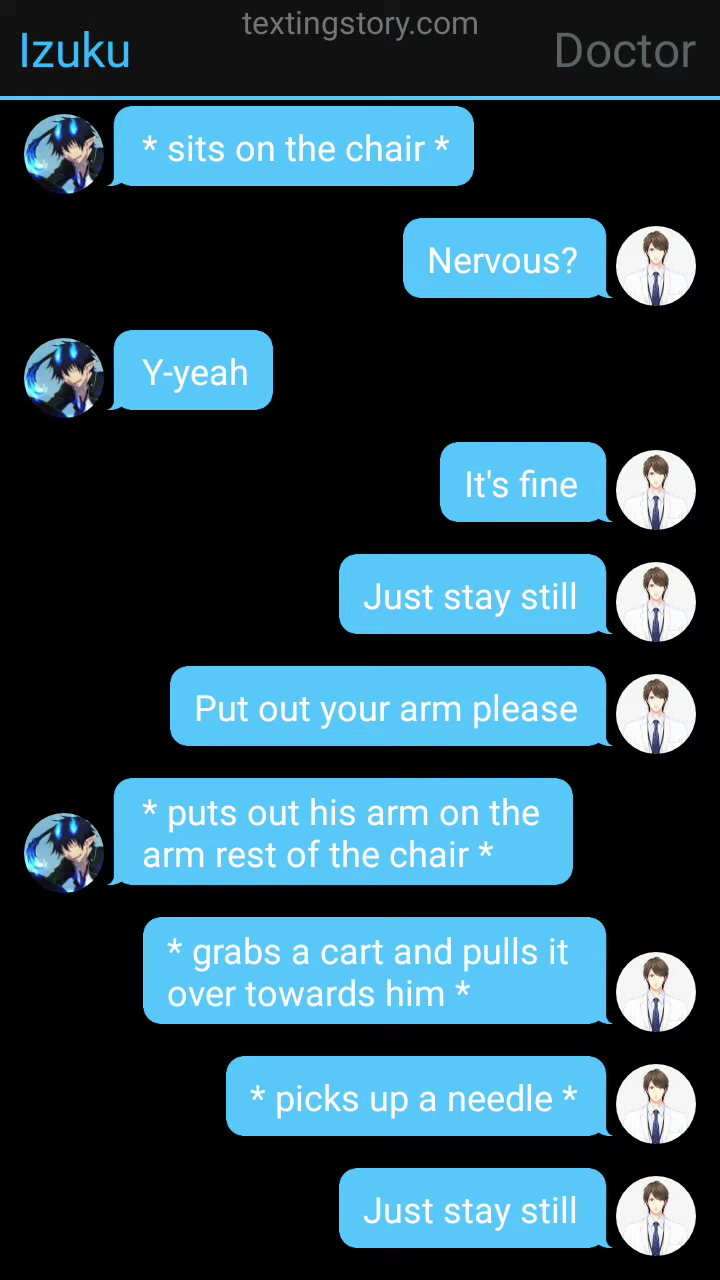 textingstory.com
Izuku
Doctor
* sits on the chair *
Nervous?
Y-yeah
It's fine
Just stay still
Put out your arm please
* puts out his arm on the
arm rest of the chair *
* grabs a cart and pulls it
over towards him *
* picks up a needle *
Just stay still